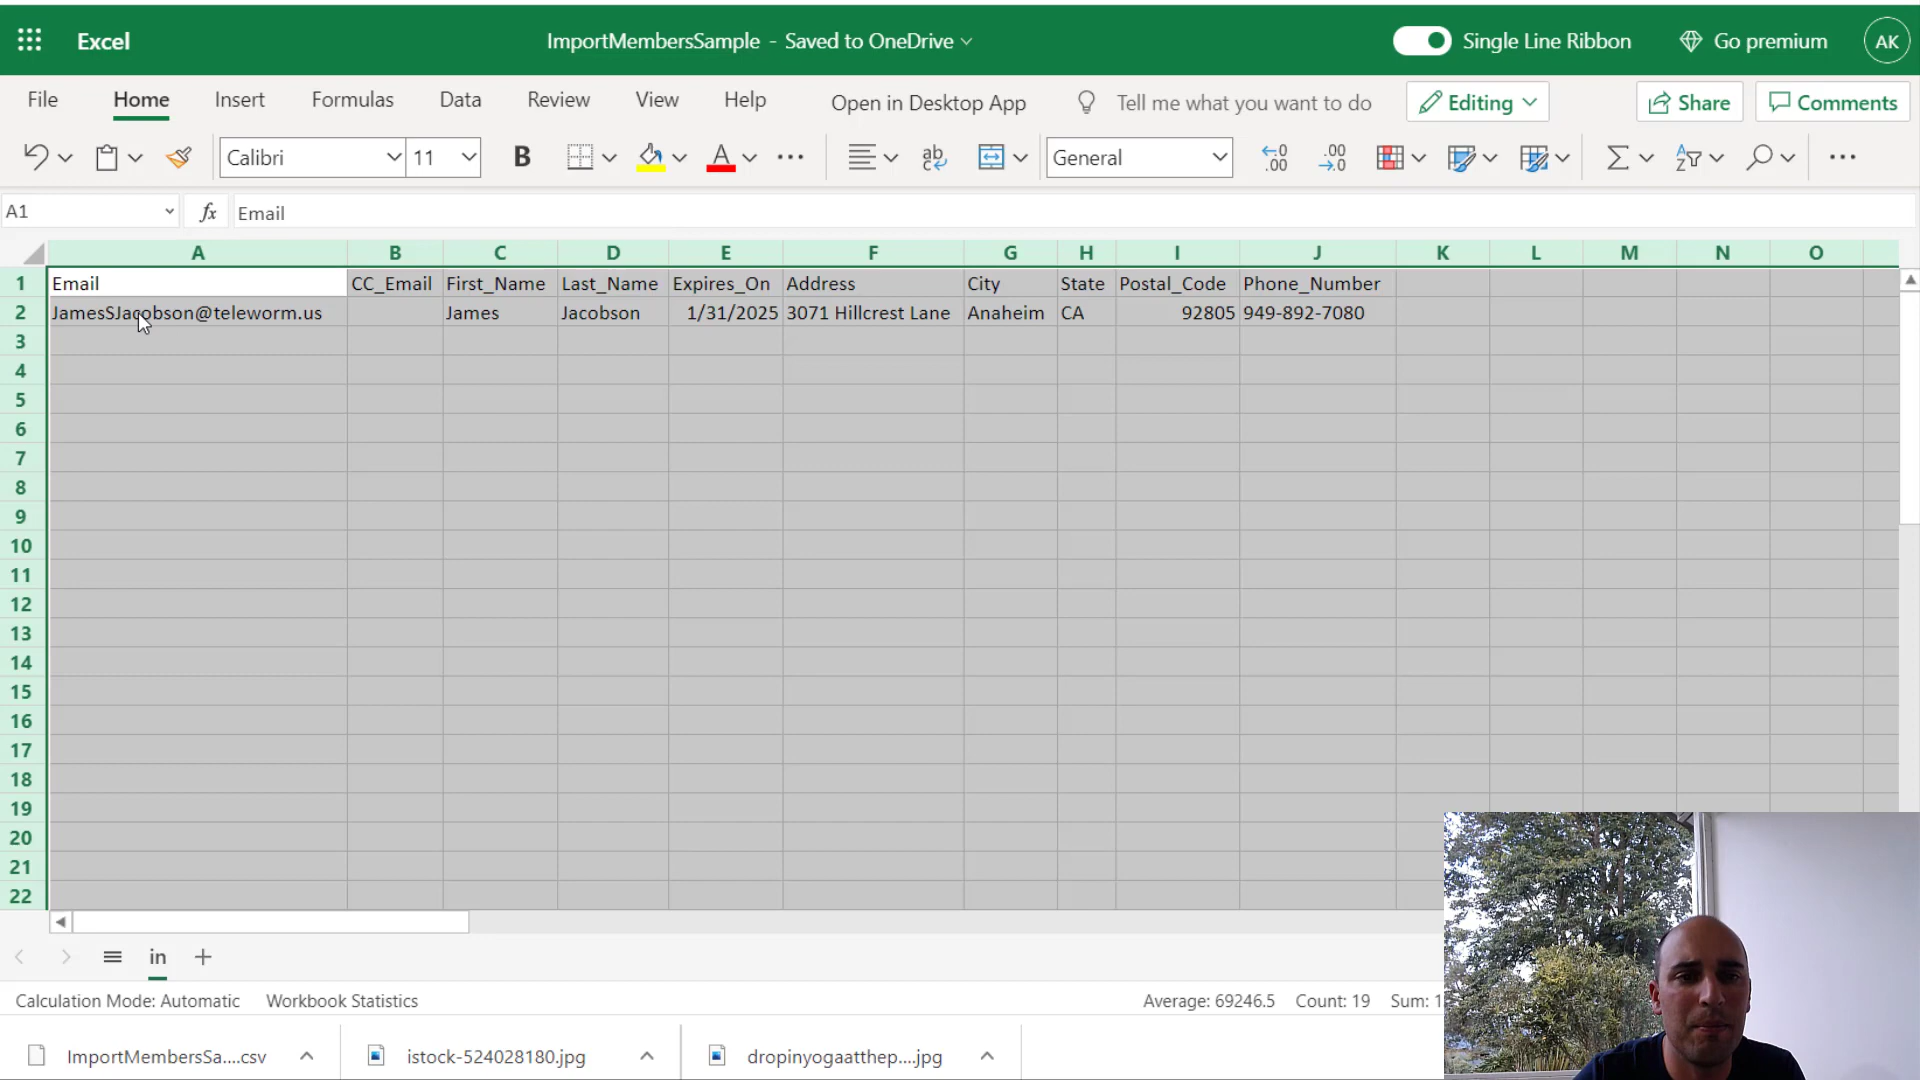 Excel
ImportMembersSample - Saved to OneDrive
Single Line Ribbon
Go premium
AK
File Home Insert Formulas Data Review View Help
Open in Desktop App
Tell me what you want to do
Editing
Share
Comments
Calibri
11
B
A
ab
General
A1
fx
Email
A B C D E F G H I J K L M N O
1 Email CC_Email First_Name Last_Name Expires_On Address City State Postal_Code Phone_Number
2 JamesSJacobson@teleworm.us James Jacobson 1/31/2025 3071 Hillcrest Lane Anaheim CA 92805 949-892-7080
3
4
5
6
7
8
9
10
11
12
13
14
15
16
17
18
19
20
21
22
in
Calculation Mode: Automatic Workbook Statistics
Average: 69246.5 Count: 19 Sum: 1
ImportMembersSa....csv
istock-524028180.jpg
dropinyogaatthep....jpg